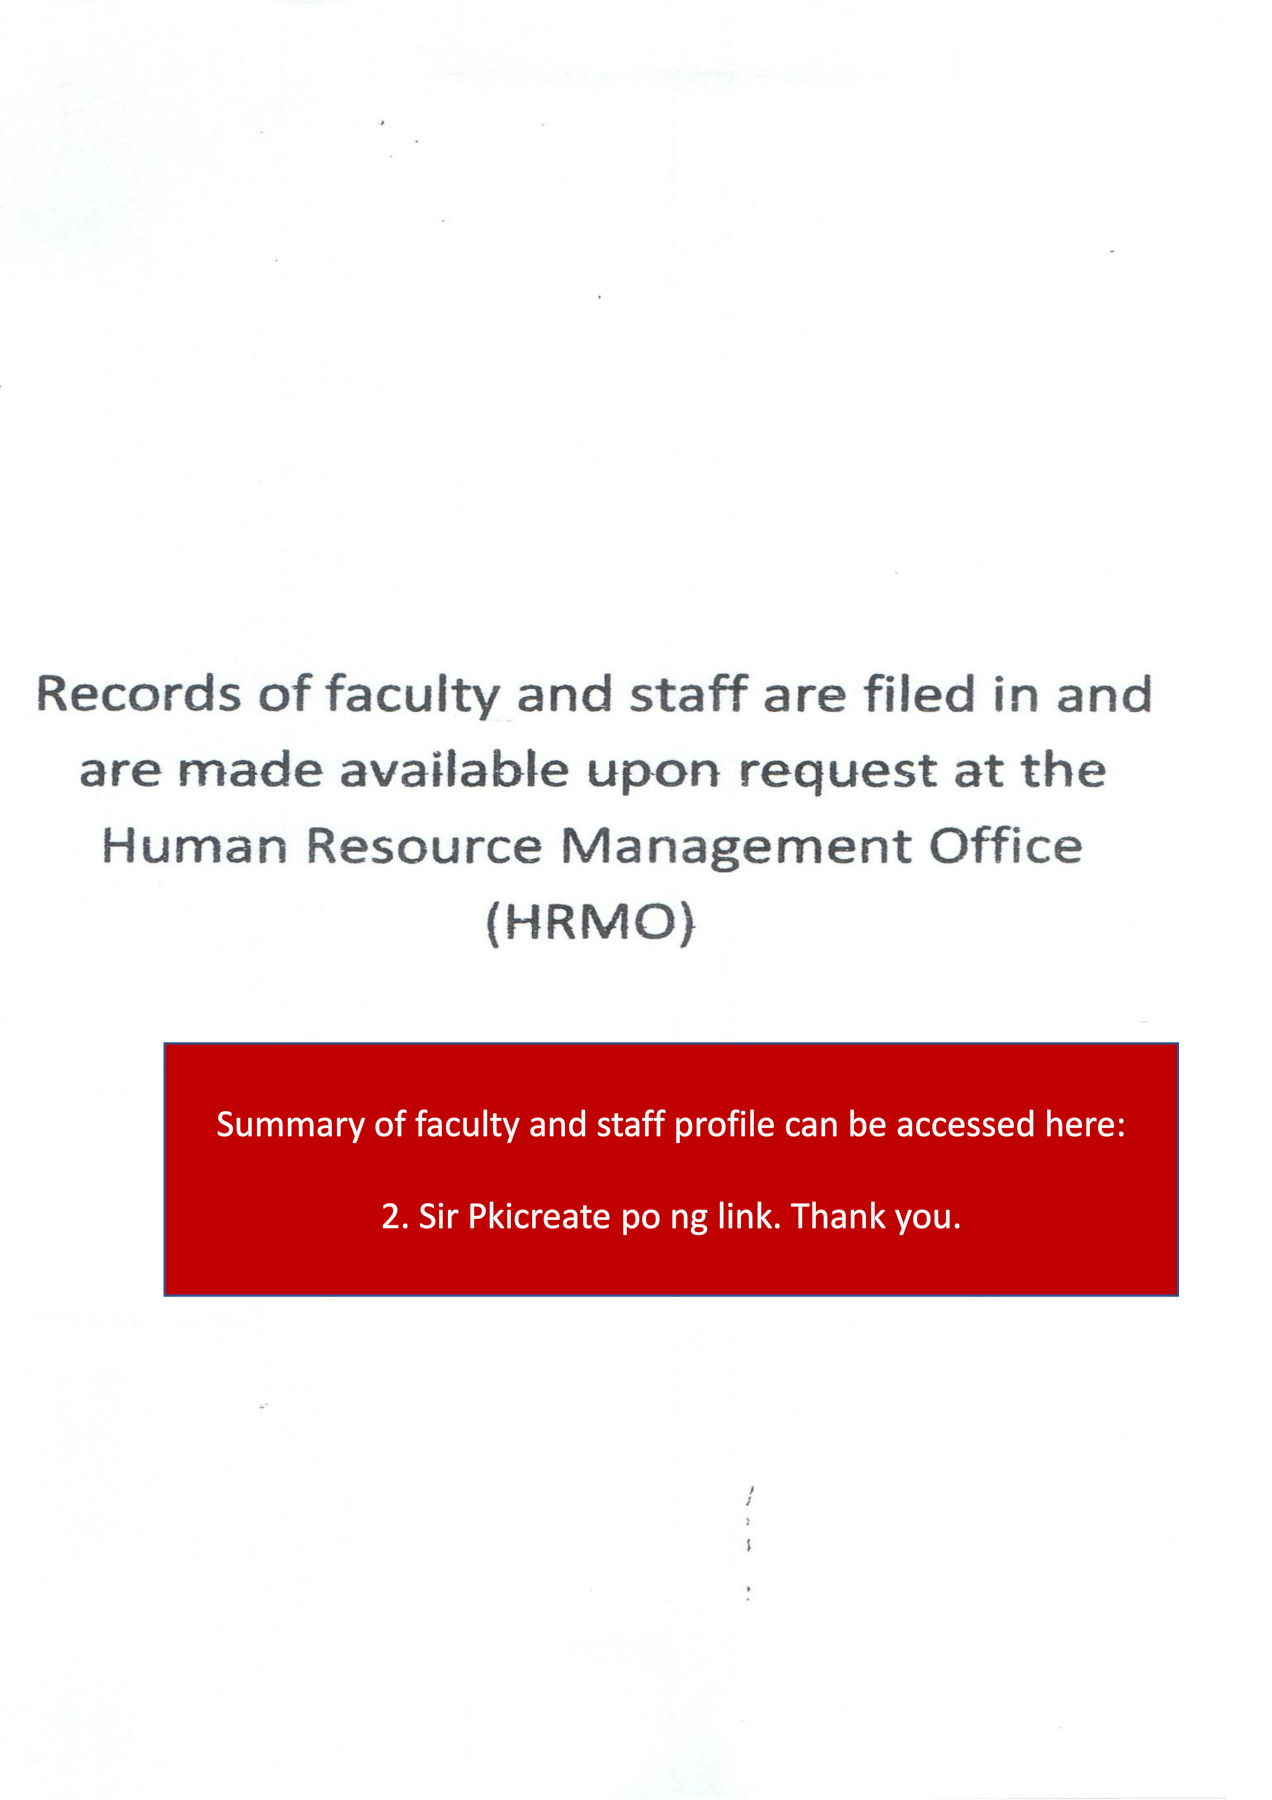 Records of faculty and staff are filed in and
are made available upon request at the
Human Resource Management Office
(HRMO)
Summary of faculty and staff profile can be accessed here:
2. Sir Pkicreate po ng link. Thank you.